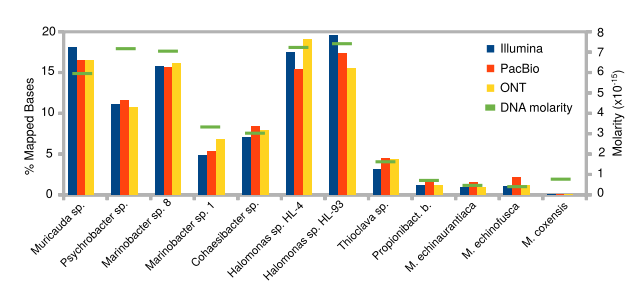 20
15
10
5
0
% Mapped Bases
8
7
6
5
4
3
2
1
0
Molarity (x10⁻¹⁵)
Illumina
PacBio
ONT
DNA molarity
Muricauda sp.
Psychrobacter sp.
Marinobacter sp. 8
Marinobacter sp. 1
Cohaesibacter sp.
Halomonas sp. HL-4
Halomonas sp. HL-93
Thioclava sp.
Propionibact. b.
M. echinaurantiaca
M. echinofusca
M. coxensis